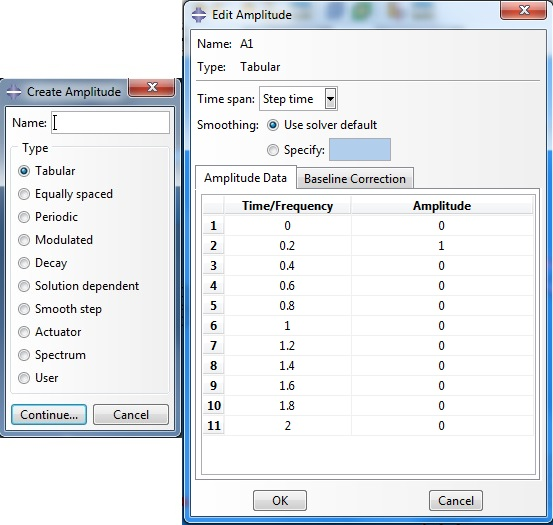 Create Amplitude
Name:
Type
Tabular
Equally spaced
Periodic
Modulated
Decay
Solution dependent
Smooth step
Actuator
Spectrum
User
Continue... Cancel
Edit Amplitude
Name: A1
Type: Tabular
Time span: Step time
Smoothing: Use solver default
Specify:
Amplitude Data Baseline Correction
Time/Frequency Amplitude
1 0 0
2 0.2 1
3 0.4 0
4 0.6 0
5 0.8 0
6 1 0
7 1.2 0
8 1.4 0
9 1.6 0
10 1.8 0
11 2 0
OK Cancel